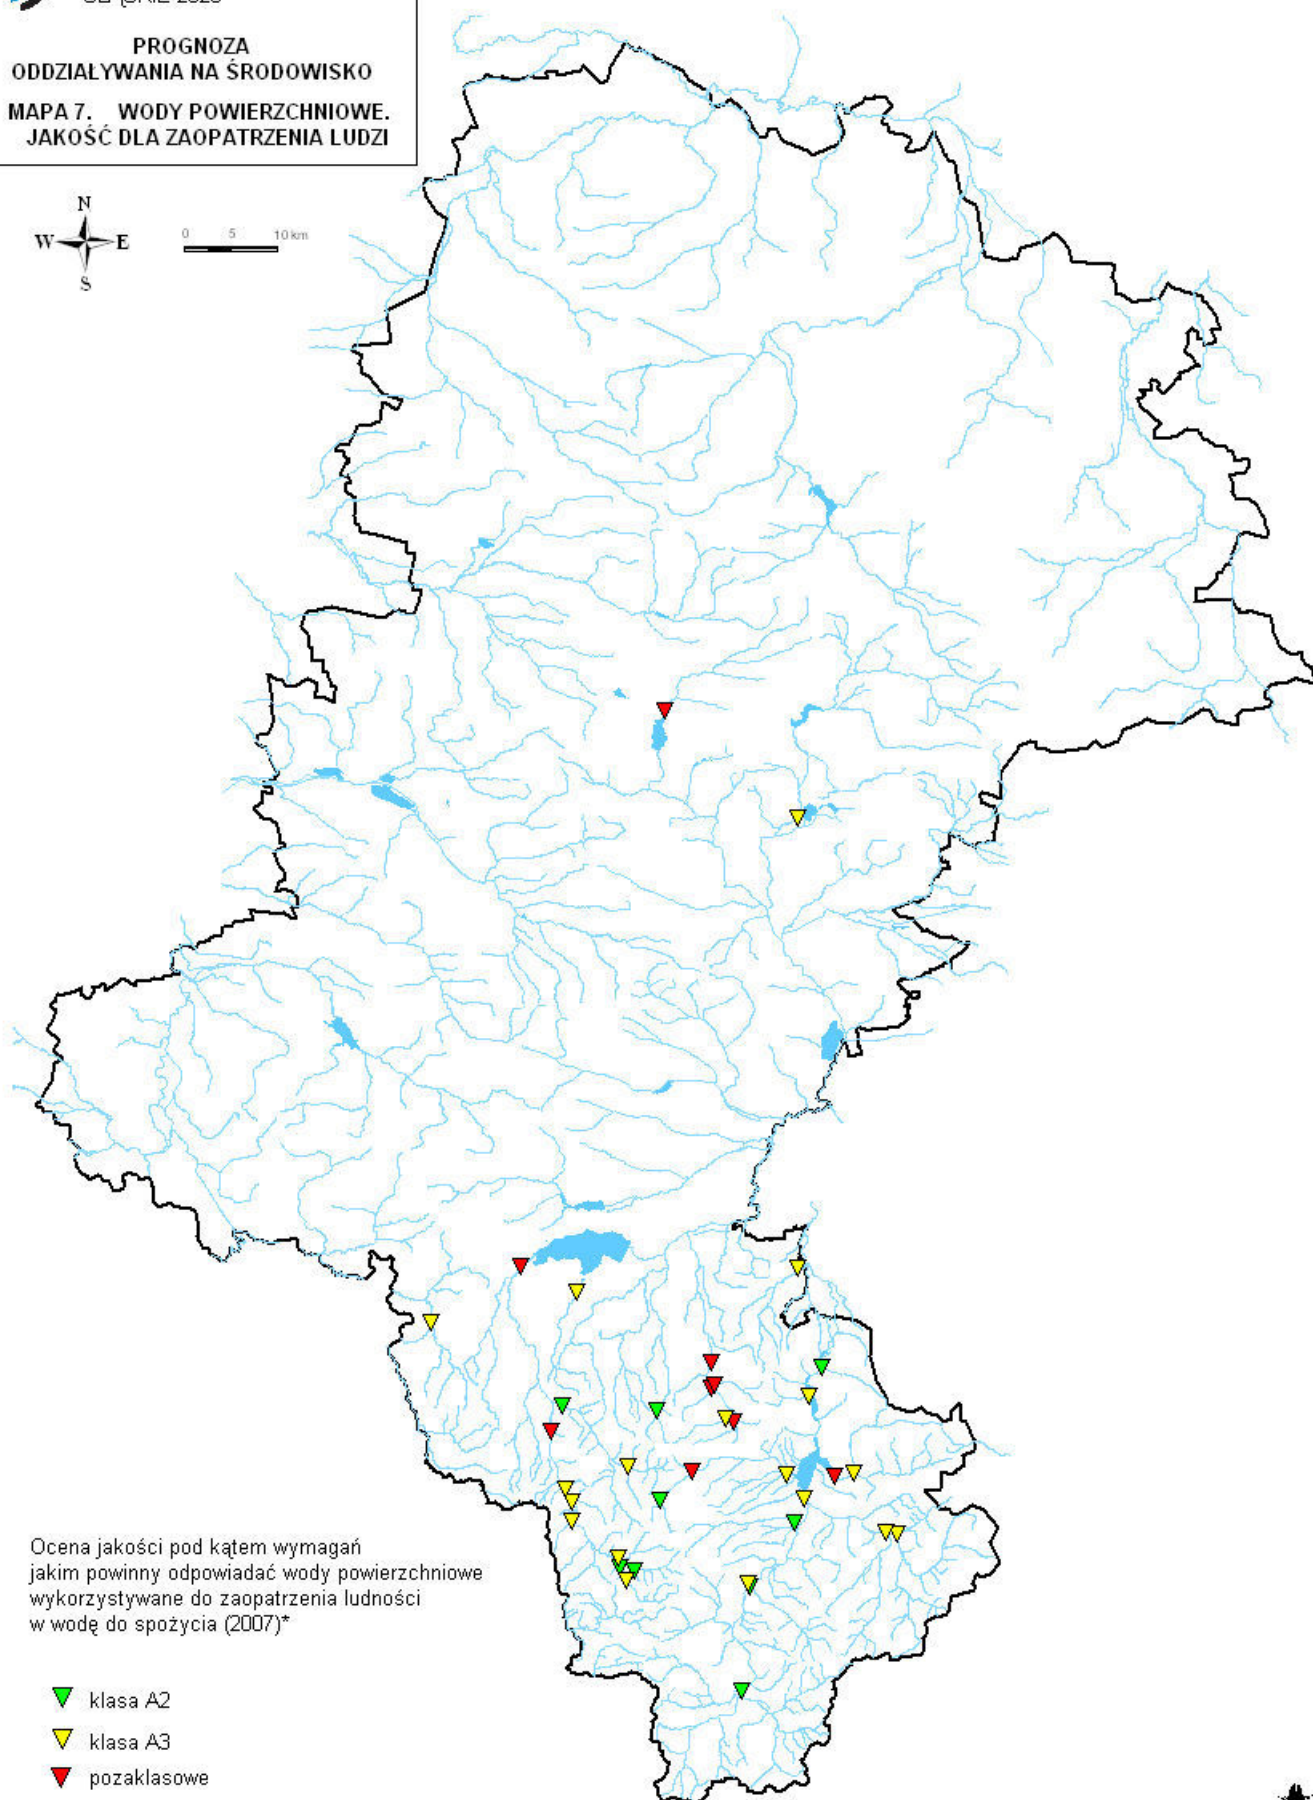 PROGNOZA
ODDZIAŁYWANIA NA ŚRODOWISKO
MAPA 7. WODY POWIERZCHNIOWE.
JAKOŚĆ DLA ZAOPATRZENIA LUDZI
N
W E
S
0 5 10 km
Ocena jakości pod kątem wymagań
jakim powinny odpowiadać wody powierzchniowe
wykorzystywane do zaopatrzenia ludności
w wodę do spożycia (2007)*
klasa A2
klasa A3
pozaklasowe